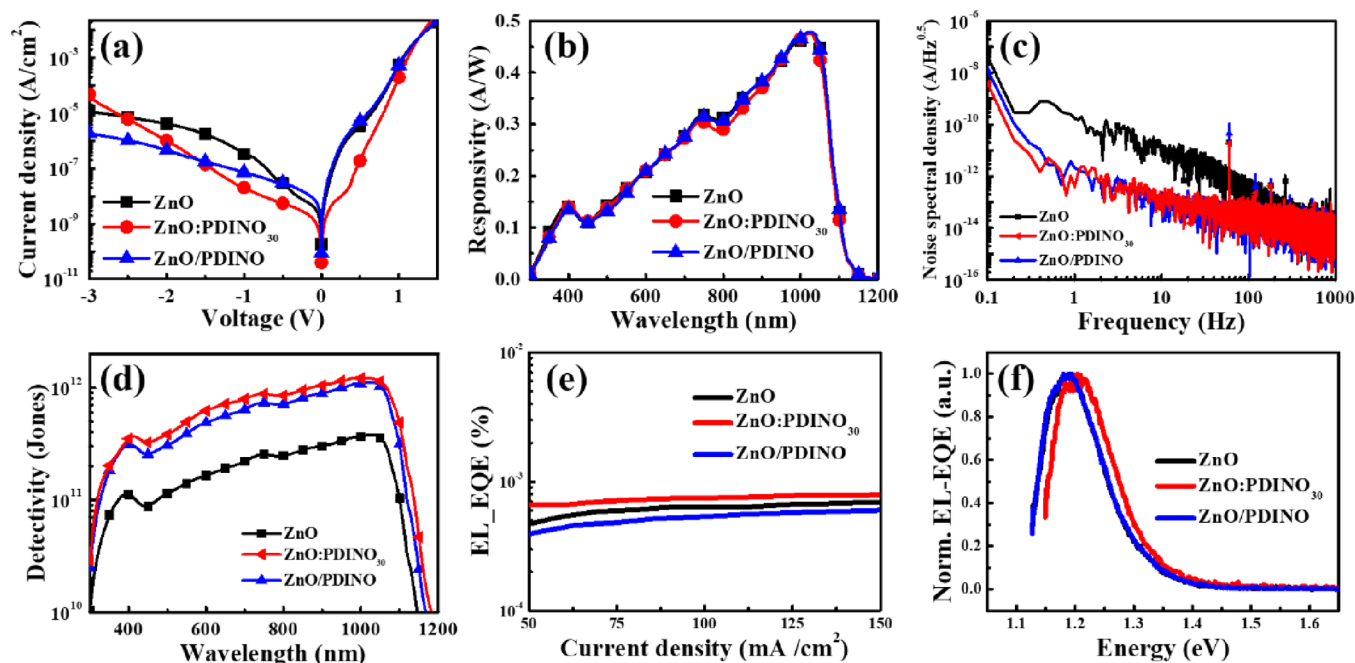 (a)
Current density (A/cm²)
10⁻³
10⁻⁵
10⁻⁷
10⁻⁹
10⁻¹¹
ZnO
ZnO:PDINO₃₀
ZnO/PDINO
-3 -2 -1 0 1
Voltage (V)
(b)
Responsivity (A/W)
0.5
0.4
0.3
0.2
0.1
0.0
ZnO
ZnO:PDINO₃₀
ZnO/PDINO
400 600 800 1000 1200
Wavelength (nm)
(c)
Noise spectral density (A/Hz⁰·⁵)
10⁻⁶
10⁻⁸
10⁻¹⁰
10⁻¹²
10⁻¹⁴
10⁻¹⁶
ZnO
ZnO:PDINO₃₀
ZnO/PDINO
0.1 1 10 100 1000
Frequency (Hz)
(d)
Detectivity (Jones)
10¹²
10¹¹
10¹⁰
ZnO
ZnO:PDINO₃₀
ZnO/PDINO
400 600 800 1000 1200
Wavelength (nm)
(e)
EL_EQE (%)
10⁻²
10⁻³
10⁻⁴
ZnO
ZnO:PDINO₃₀
ZnO/PDINO
50 75 100 125 150
Current density (mA /cm²)
(f)
Norm. EL-EQE (a.u.)
1.0
0.8
0.6
0.4
0.2
0.0
ZnO
ZnO:PDINO₃₀
ZnO/PDINO
1.1 1.2 1.3 1.4 1.5 1.6
Energy (eV)